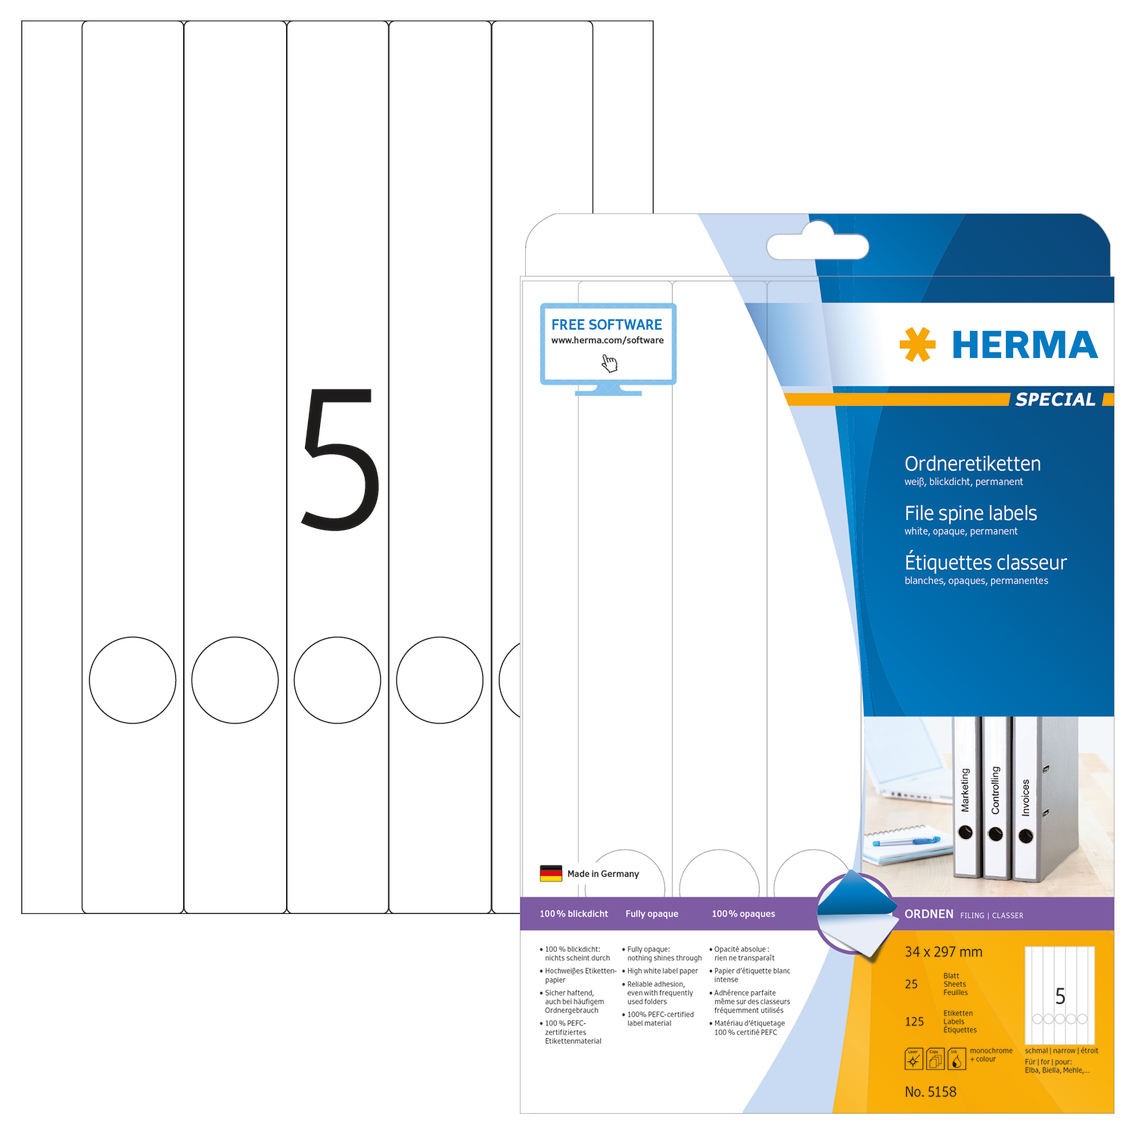 5
FREE SOFTWARE
www.herma.com/software
HERMA
SPECIAL
Ordneretiketten
weiß, blickdicht, permanent
File spine labels
white, opaque, permanent
Étiquettes classeur
blanches, opaques, permanentes
Marketing
Controlling
Invoices
Made in Germany
100 % blickdicht
Fully opaque
100 % opaques
ORDNEN FILING | CLASSER
• 100 % blickdicht:
nichts scheint durch
• Hochweißes Etiketten-
papier
• Sicher haftend,
auch bei häufigem
Ordnergebrauch
• 100 % PEFC-
zertifiziertes
Etikettenmaterial
• Fully opaque:
nothing shines through
• High white label paper
• Reliable adhesion,
even with frequently
used folders
• 100% PEFC-certified
label material
• Opacité absolue :
rien ne transparaît
• Papier d'étiquette blanc
intense
• Adhérence parfaite
même sur des classeurs
fréquemment utilisés
• Matériau d'étiquetage
100 % certifié PEFC
34 x 297 mm
25
Blatt
Sheets
Feuilles
125
Etiketten
Labels
Étiquettes
5
Laser
Copy
Ink
monochrome
+ colour
schmal | narrow | étroit
Für | for | pour:
Elba, Biella, Mehle,...
No. 5158